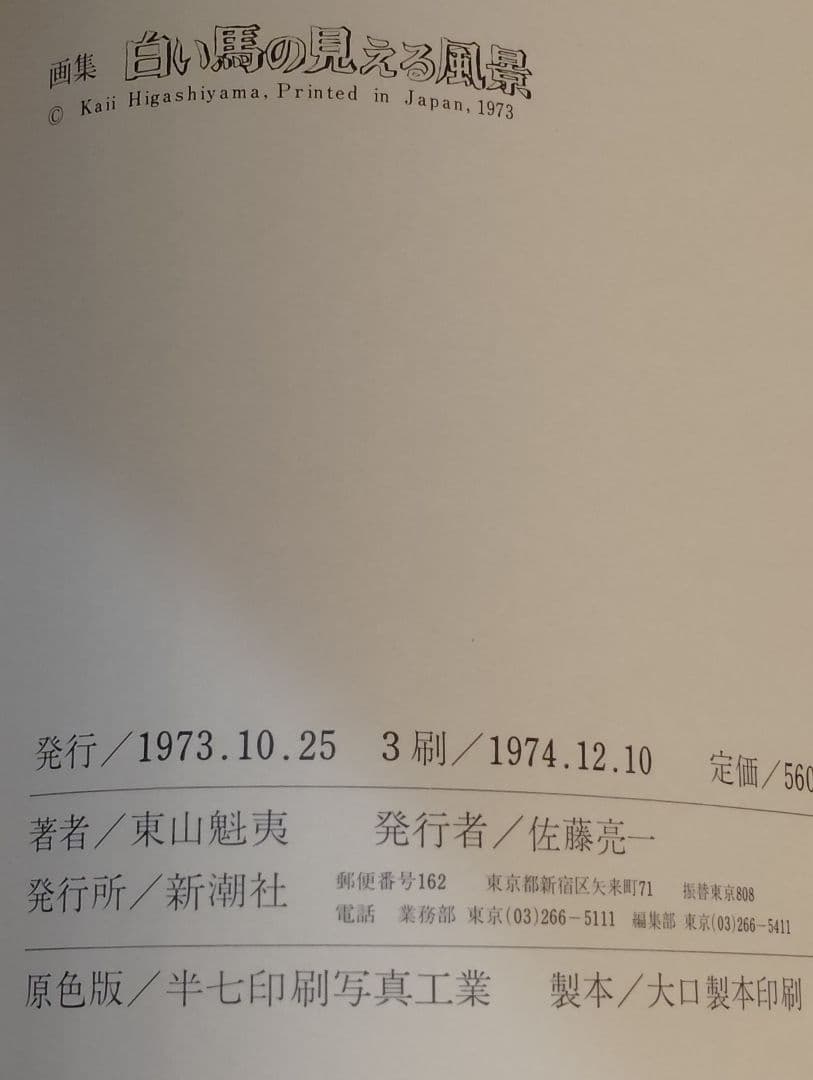 画集 白い馬の見える風景
© Kaii Higashiyama, Printed in Japan, 1973
発行/1973.10.25 3刷/1974.12.10 定価/560
著者/東山魁夷 発行者/佐藤亮一
発行所/新潮社 郵便番号162 東京都新宿区矢来町71 振替東京808
電話 業務部 東京(03)266-5111 編集部 東京(03)266-5411
原色版/半七印刷写真工業 製本/大口製本印刷